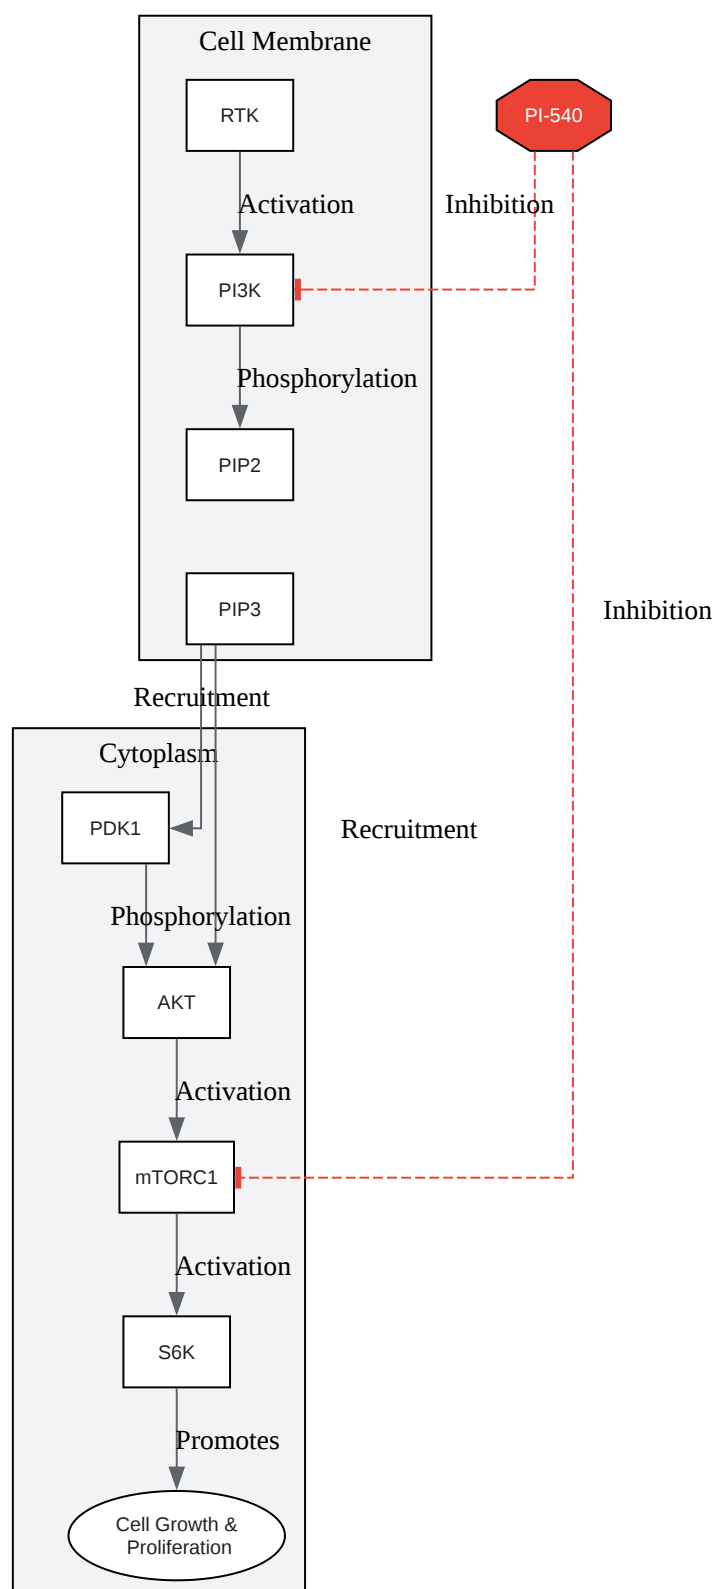 Cell Membrane
RTK
PI-540
Activation
Inhibition
PI3K
Phosphorylation
PIP2
PIP3
Inhibition
Recruitment
Cytoplasm
PDK1
Recruitment
Phosphorylation
AKT
Activation
mTORC1
Activation
S6K
Promotes
Cell Growth &
Proliferation